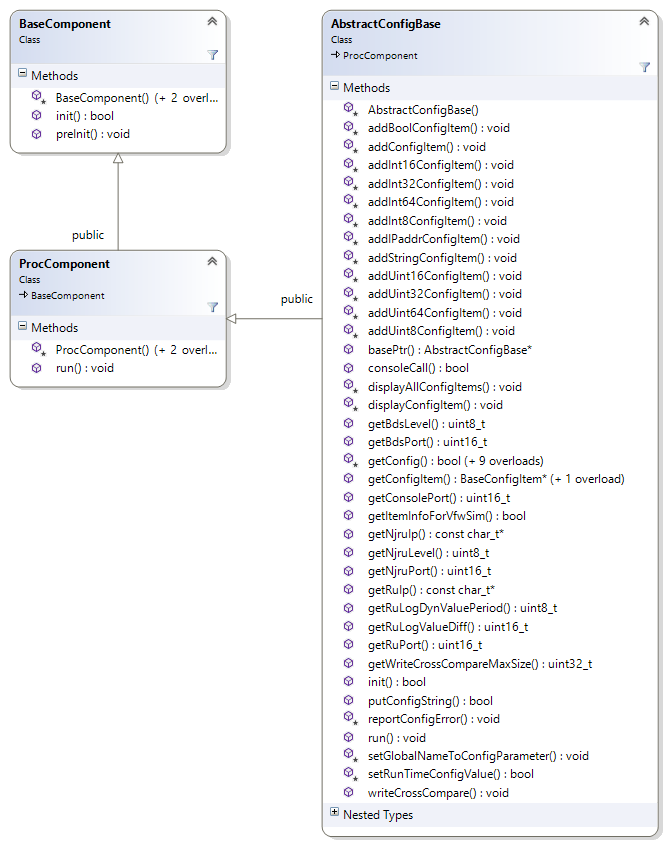 BaseComponent
Class
Methods
BaseComponent() (+ 2 overl...
init() : bool
preInit() : void
public
ProcComponent
Class
BaseComponent
Methods
ProcComponent() (+ 2 overl...
run() : void
public
AbstractConfigBase
Class
ProcComponent
Methods
AbstractConfigBase()
addBoolConfigItem() : void
addConfigItem() : void
addInt16ConfigItem() : void
addInt32ConfigItem() : void
addInt64ConfigItem() : void
addInt8ConfigItem() : void
addIPaddrConfigItem() : void
addStringConfigItem() : void
addUint16ConfigItem() : void
addUint32ConfigItem() : void
addUint64ConfigItem() : void
addUint8ConfigItem() : void
basePtr() : AbstractConfigBase*
consoleCall() : bool
displayAllConfigItems() : void
displayConfigItem() : void
getBdsLevel() : uint8_t
getBdsPort() : uint16_t
getConfig() : bool (+ 9 overloads)
getConfigItem() : BaseConfigItem* (+ 1 overload)
getConsolePort() : uint16_t
getItemInfoForVfwSim() : bool
getNjruIp() : const char_t*
getNjruLevel() : uint8_t
getNjruPort() : uint16_t
getRuIp() : const char_t*
getRuLogDynValuePeriod() : uint8_t
getRuLogValueDiff() : uint16_t
getRuPort() : uint16_t
getWriteCrossCompareMaxSize() : uint32_t
init() : bool
putConfigString() : bool
reportConfigError() : void
run() : void
setGlobalNameToConfigParameter() : void
setRunTimeConfigValue() : bool
writeCrossCompare() : void
Nested Types